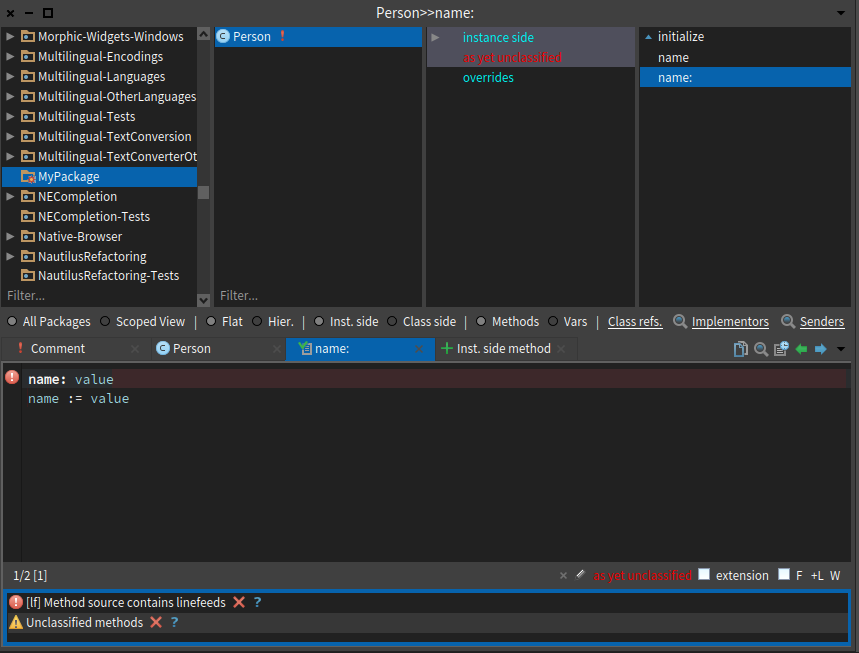 Person>>name:
Morphic-Widgets-Windows
Multilingual-Encodings
Multilingual-Languages
Multilingual-OtherLanguages
Multilingual-Tests
Multilingual-TextConversion
Multilingual-TextConverterOt
MyPackage
NECompletion
NECompletion-Tests
Native-Browser
NautilusRefactoring
NautilusRefactoring-Tests
Filter...
Person !
Filter...
instance side
as yet unclassified
overrides
initialize
name
name:
All Packages Scoped View | Flat Hier. | Inst. side Class side | Methods Vars | Class refs. Implementors Senders
! Comment
C Person
name:
Inst. side method
name: value
name := value
1/2 [1]
as yet unclassified extension F +L W
[lf] Method source contains linefeeds ?
Unclassified methods ?